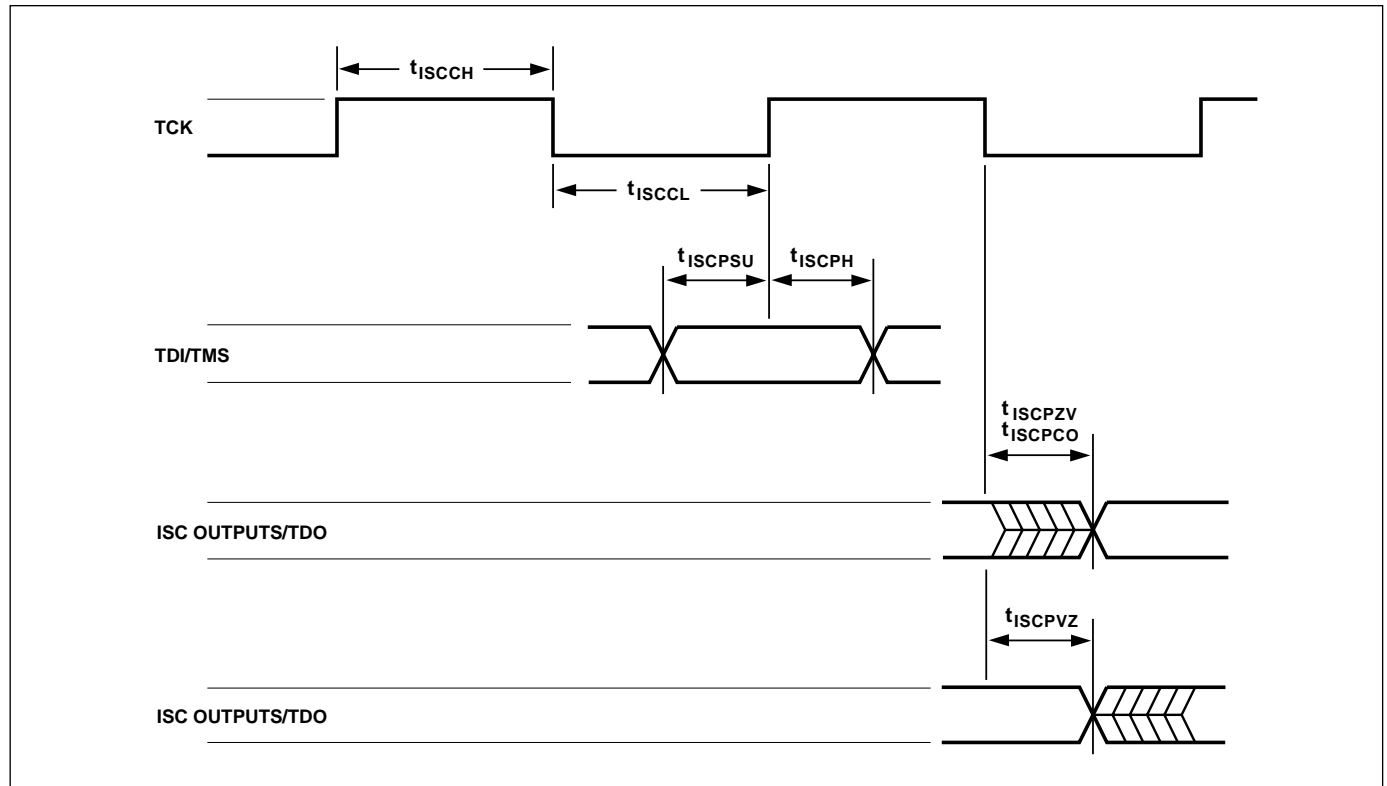 tISCCH
TCK
tISCCL
tISCPSU
tISCPH
TDI/TMS
tISCPZV
tISCPCO
ISC OUTPUTS/TDO
tISCPVZ
ISC OUTPUTS/TDO